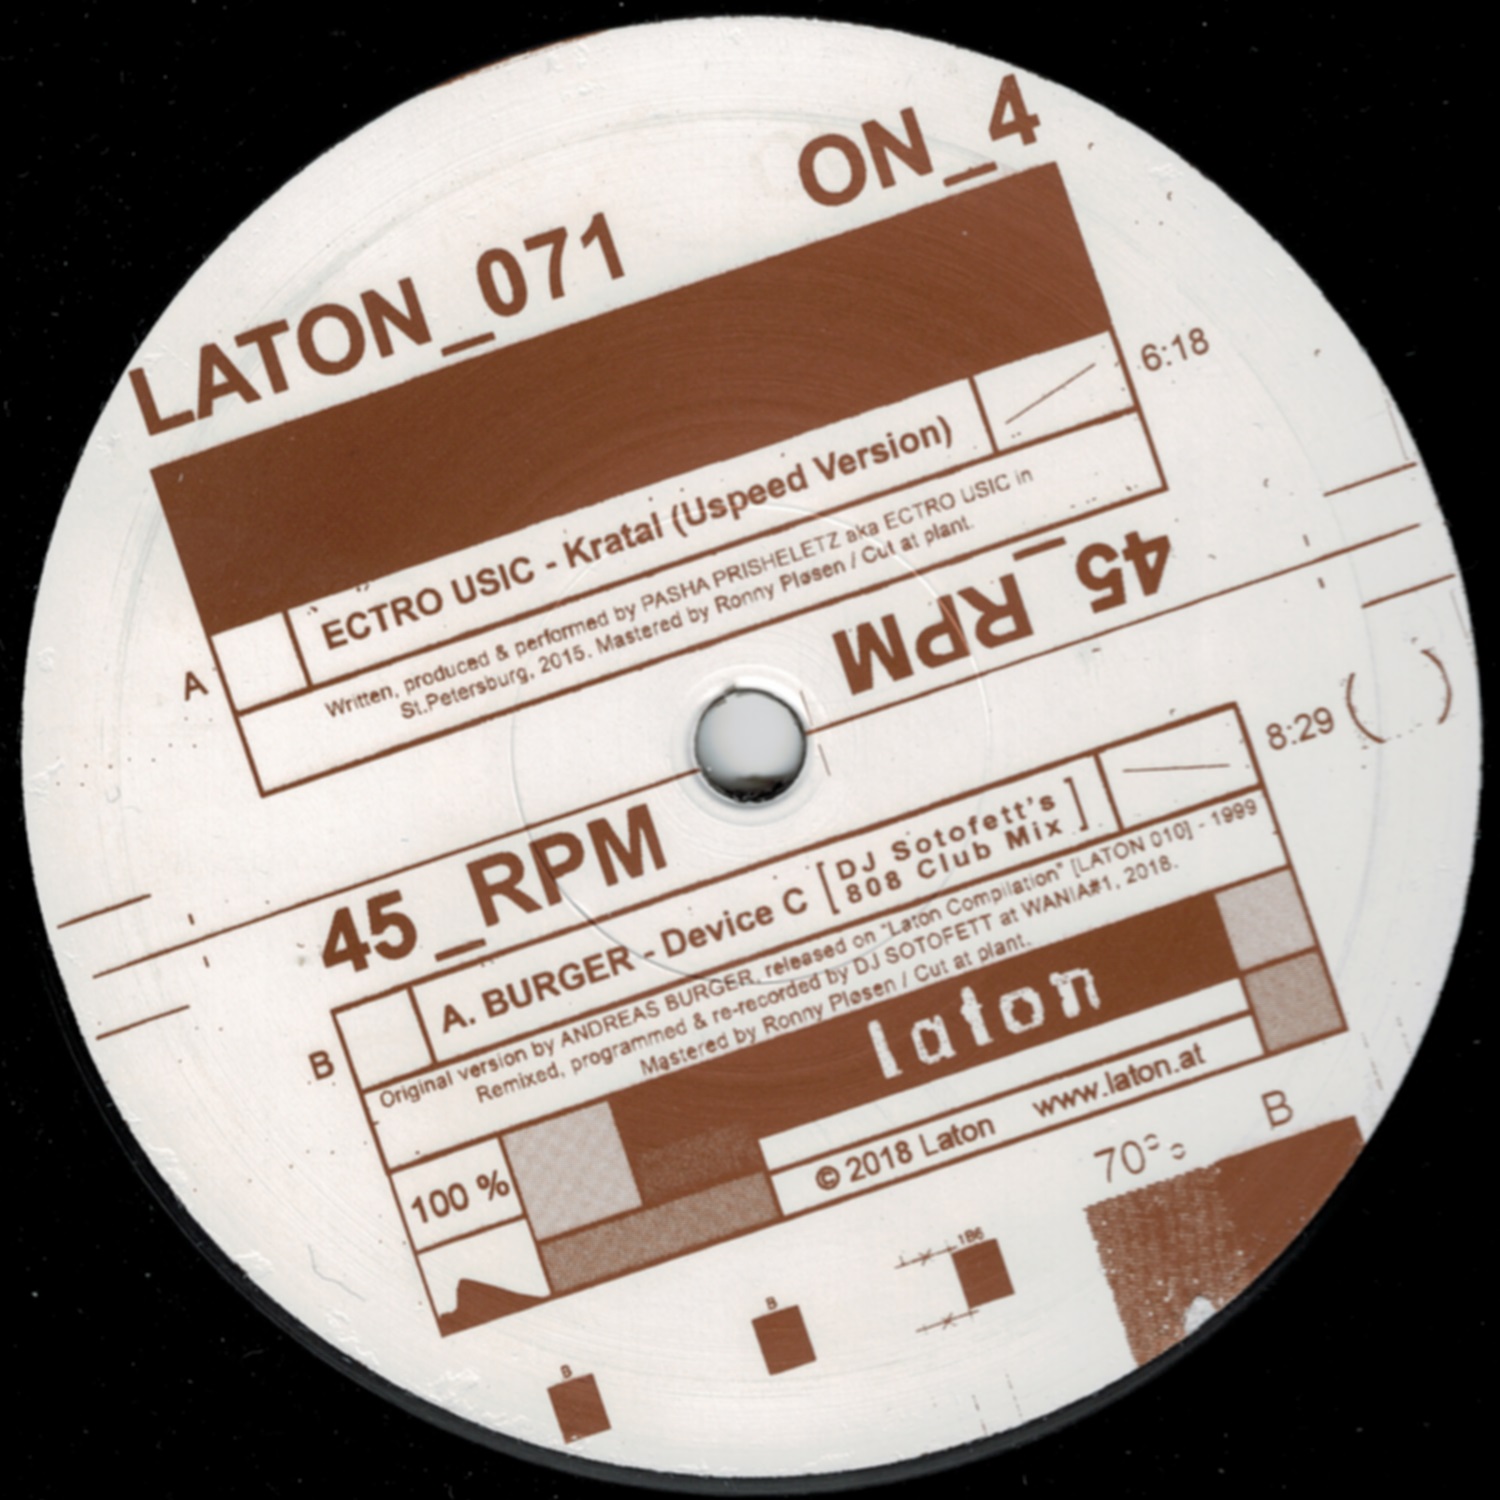 LATON_071 ON_4
A ECTRO USIC - Kratal (Uspeed Version) 6:18
Written, produced & performed by PASHA PRISHELETZ aka ECTRO USIC in
St.Petersburg, 2015. Mastered by Ronny Pløsen / Cut at plant.
45_RPM
45_RPM
B A. BURGER - Device C [DJ Sotofett's
808 Club Mix] 8:29 ( )
Original version by ANDREAS BURGER, released on "Laton Compilation" [LATON 010] - 1999
Remixed, programmed & re-recorded by DJ SOTOFETT at WANIA#1, 2018.
Mastered by Ronny Pløsen / Cut at plant.
laton
100 %
© 2018 Laton www.laton.at
70% B
186
B
B